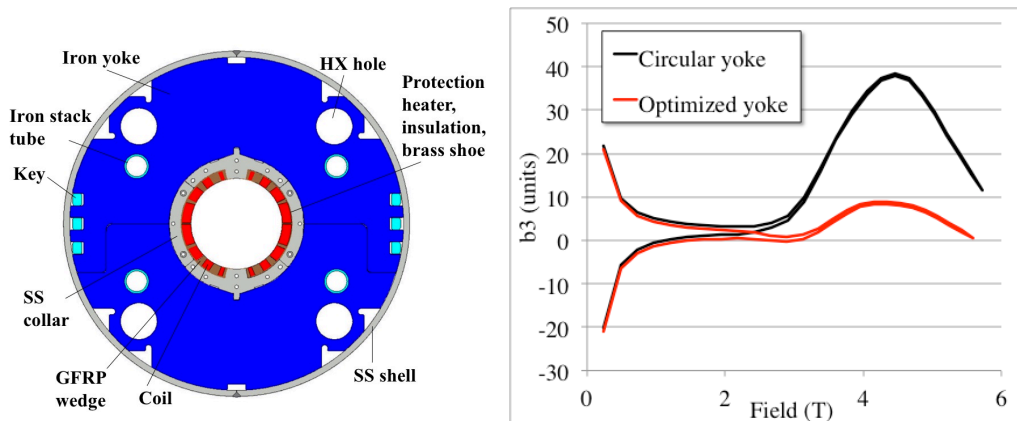 Iron yoke
HX hole
Protection
heater,
insulation,
brass shoe
Iron stack
tube
Key
SS
collar
GFRP
wedge
Coil
SS shell
50
40
30
20
10
0
-10
-20
-30
b3 (units)
Circular yoke
Optimized yoke
0
2
4
6
Field (T)